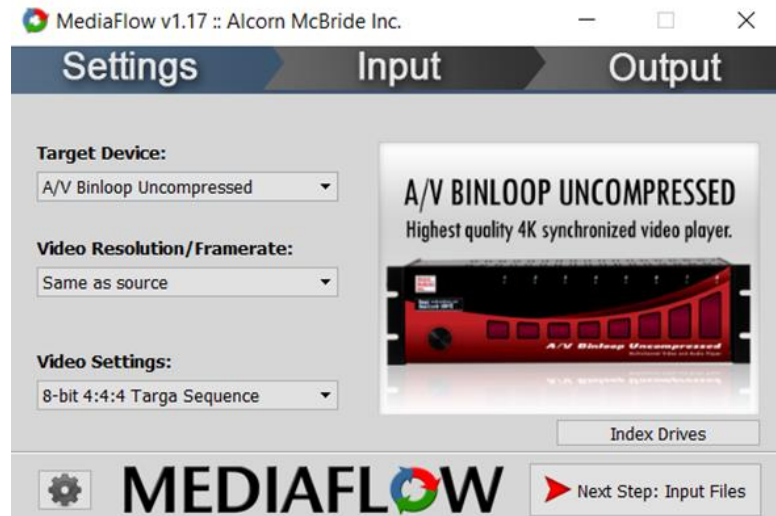 MediaFlow v1.17 :: Alcorn McBride Inc.
Settings Input Output
Target Device:
A/V Binloop Uncompressed
Video Resolution/Framerate:
Same as source
Video Settings:
8-bit 4:4:4 Targa Sequence
A/V BINLOOP UNCOMPRESSED
Highest quality 4K synchronized video player.
A/V Binloop Uncompressed
Index Drives
MEDIAFLOW
Next Step: Input Files